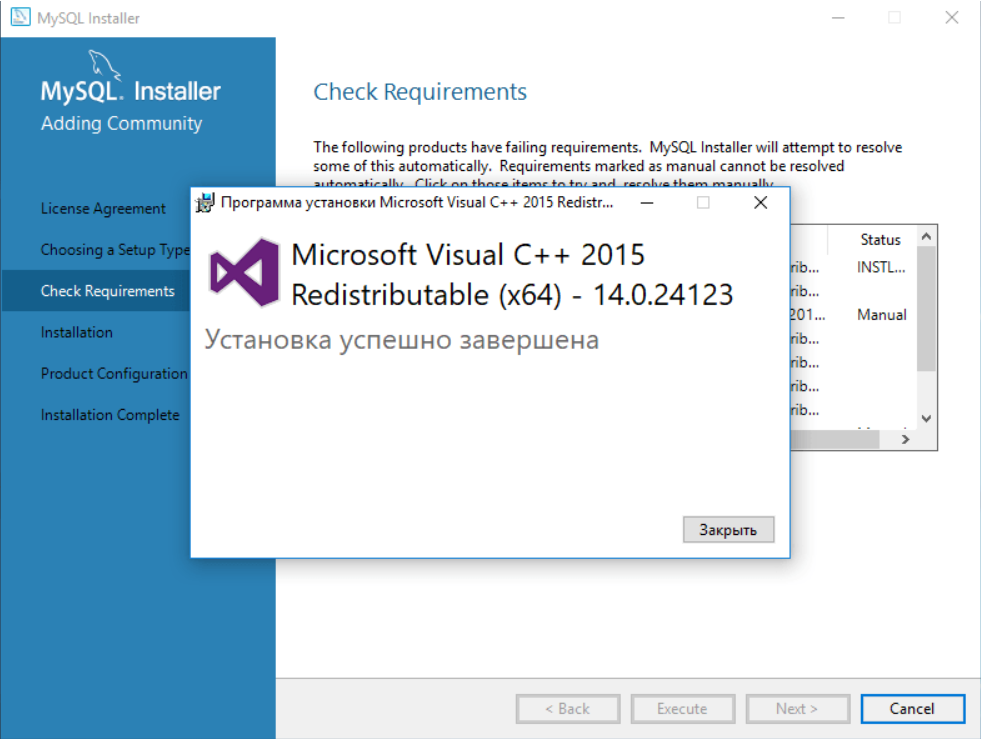 MySQL Installer
MySQL. Installer
Adding Community
License Agreement
Choosing a Setup Type
Check Requirements
Installation
Product Configuration
Installation Complete
Check Requirements
The following products have failing requirements. MySQL Installer will attempt to resolve
some of this automatically. Requirements marked as manual cannot be resolved
automatically. Click on those items to try and resolve them manually.
Status
rib... INSTL...
rib...
201... Manual
rib...
rib...
rib...
rib...
Программа установки Microsoft Visual C++ 2015 Redistr...
Microsoft Visual C++ 2015
Redistributable (x64) - 14.0.24123
Установка успешно завершена
Закрыть
< Back
Execute
Next >
Cancel